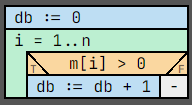 db := 0
i = 1..n
m[i] > 0
T F
db := db + 1 -